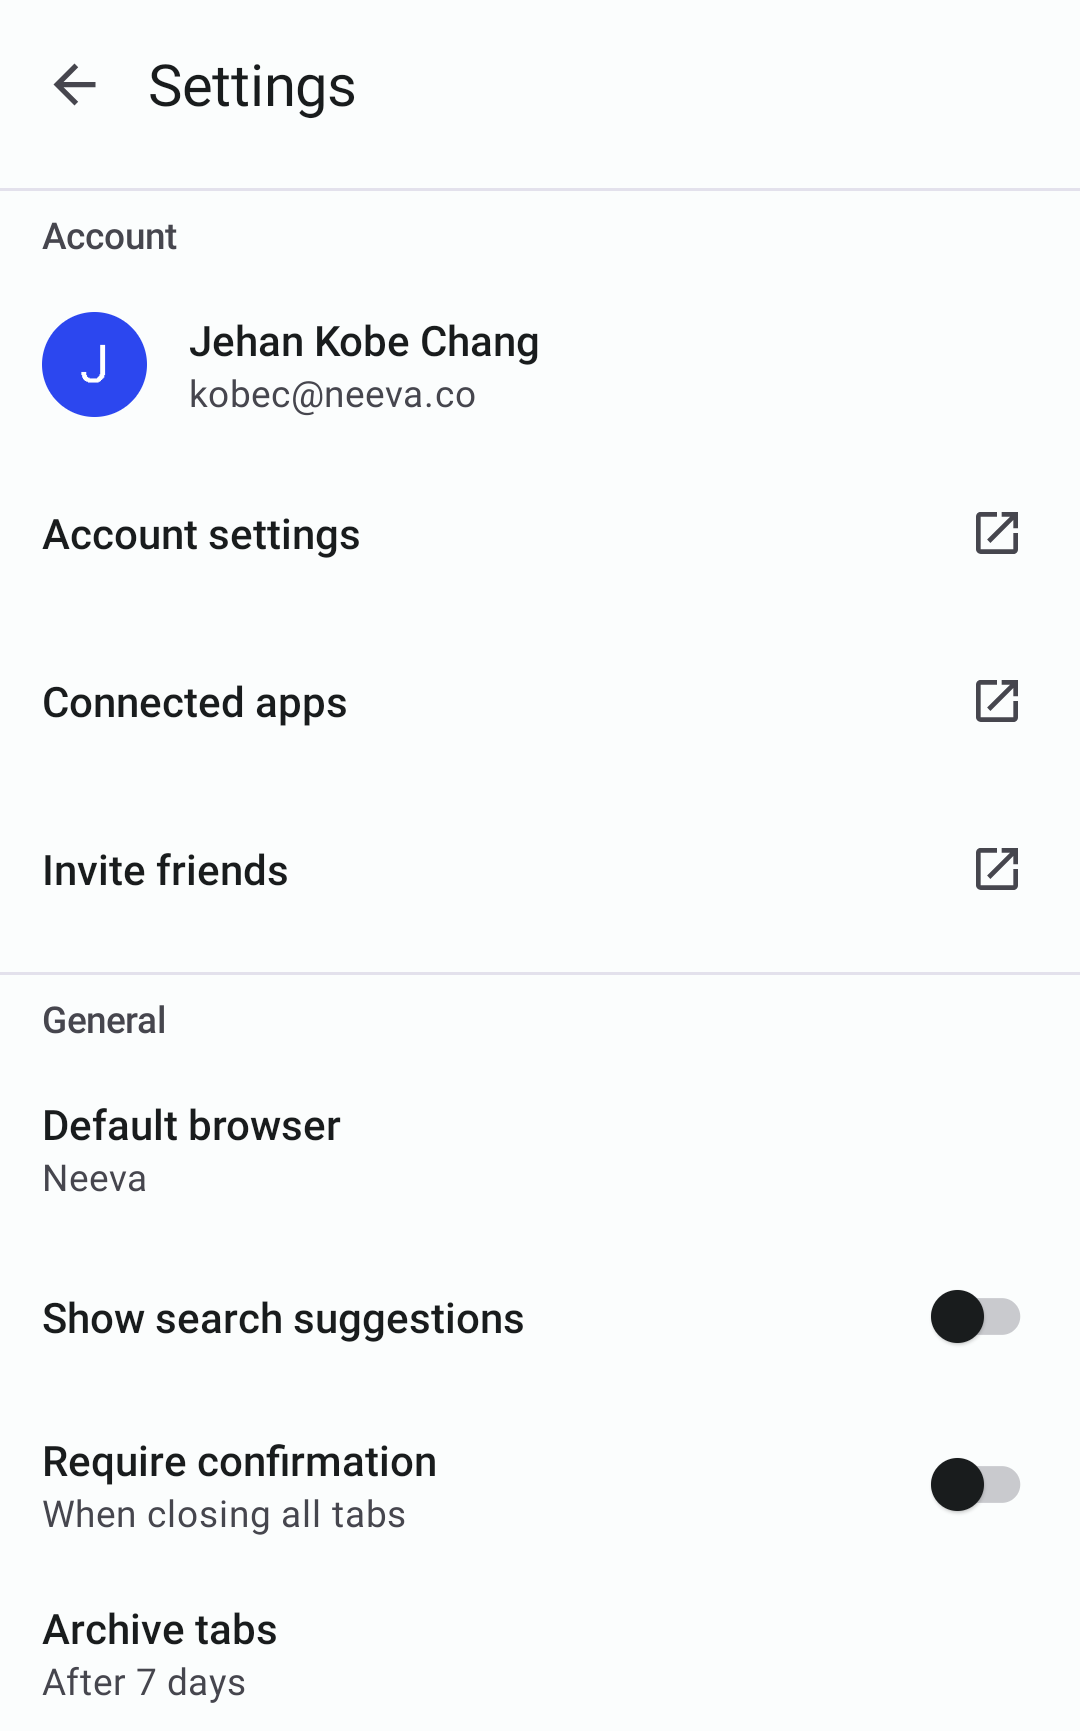 Settings
Account
J
Jehan Kobe Chang
kobec@neeva.co
Account settings
Connected apps
Invite friends
General
Default browser
Neeva
Show search suggestions
Require confirmation
When closing all tabs
Archive tabs
After 7 days